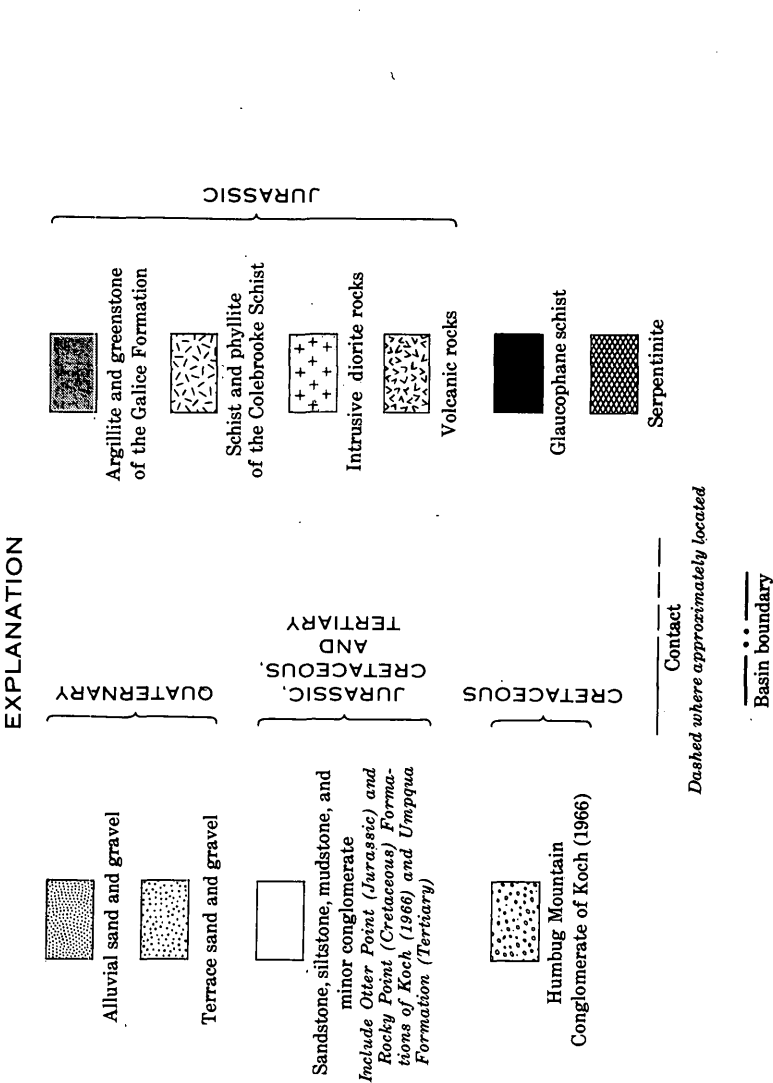 EXPLANATION
Alluvial sand and gravel
Terrace sand and gravel
QUATERNARY
Sandstone, siltstone, mudstone, and
minor conglomerate
Include Otter Point (Jurassic) and
Rocky Point (Cretaceous) Forma-
tions of Koch (1966) and Umpqua
Formation (Tertiary)
JURASSIC,
CRETACEOUS,
AND
TERTIARY
Humbug Mountain
Conglomerate of Koch (1966)
CRETACEOUS
Argillite and greenstone
of the Galice Formation
Schist and phyllite
of the Colebrooke Schist
Intrusive diorite rocks
Volcanic rocks
JURASSIC
Glaucophane schist
Serpentinite
Contact
Dashed where approximately located
Basin boundary